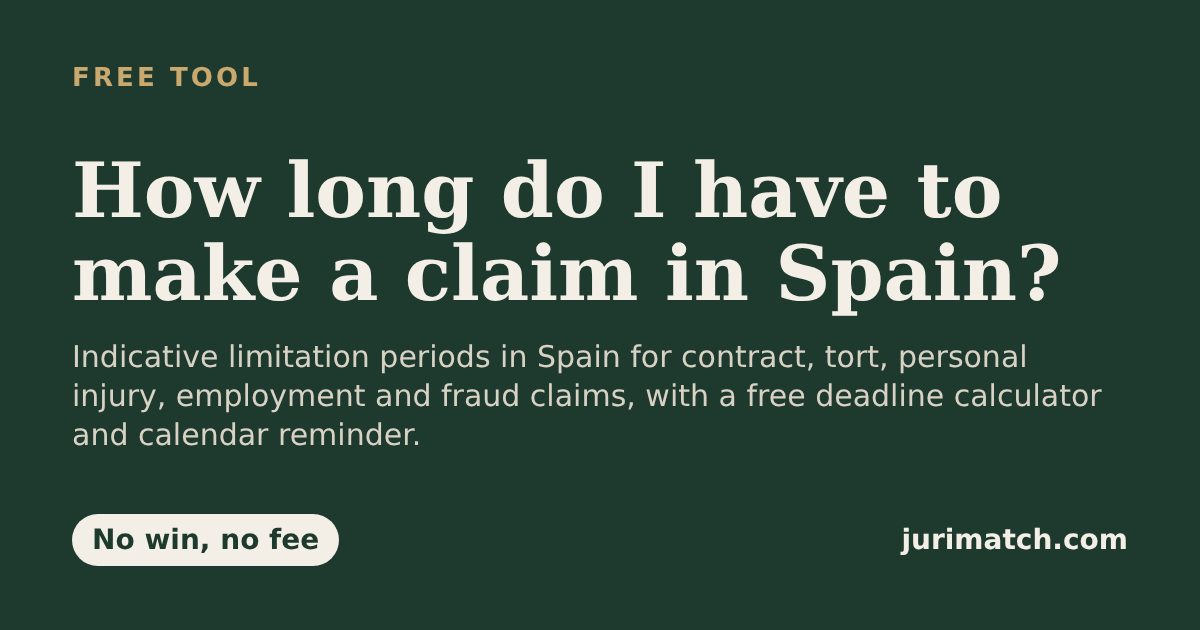 FREE TOOL
How long do I have to
make a claim in Spain?
Indicative limitation periods in Spain for contract, tort, personal
injury, employment and fraud claims, with a free deadline calculator
and calendar reminder.
No win, no fee
jurimatch.com